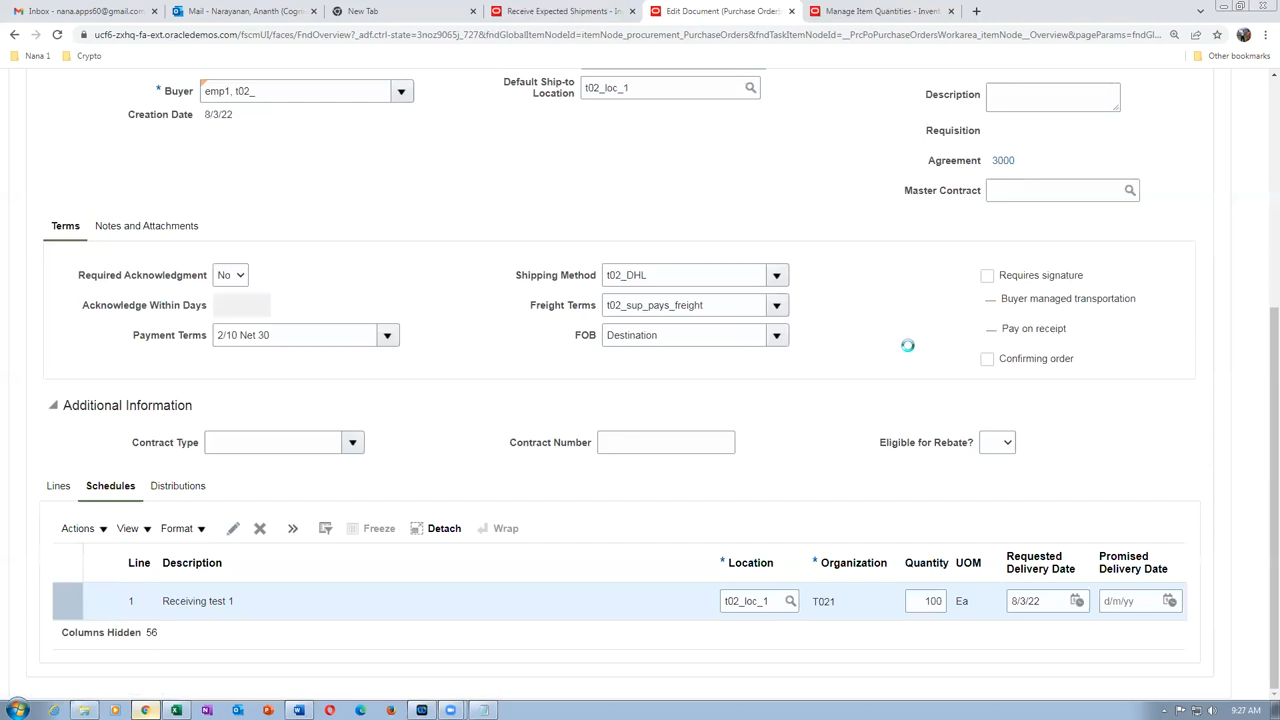 Inbox - nana.apps60@gmail.com
Mail - Narayanan, Ananth (Cogni
New Tab
Receive Expected Shipments - In
Edit Document (Purchase Orders)
Manage Item Quantities - Invent
ucf6-zxhq-fa-ext.oracledemos.com/fscmUI/faces/FndOverview?_adf.ctrl-state=3noz9065j_727&fndGlobalItemNodeId=itemNode_procurement_PurchaseOrders&fndTaskItemNodeId=__PrcPoPurchaseOrdersWorkarea_itemNode__Overview&pageParams=fndGl...
Nana 1
Crypto
Other bookmarks
* Buyer emp1, t02_
Creation Date 8/3/22
Default Ship-to Location t02_loc_1
Description
Requisition
Agreement 3000
Master Contract
Terms Notes and Attachments
Required Acknowledgment No
Acknowledge Within Days
Payment Terms 2/10 Net 30
Shipping Method t02_DHL
Freight Terms t02_sup_pays_freight
FOB Destination
Requires signature
Buyer managed transportation
Pay on receipt
Confirming order
Additional Information
Contract Type Contract Number Eligible for Rebate?
Lines Schedules Distributions
Actions View Format Freeze Detach Wrap
Line Description * Location * Organization Quantity UOM Requested Delivery Date Promised Delivery Date
1 Receiving test 1 t02_loc_1 T021 100 Ea 8/3/22 d/m/yy
Columns Hidden 56
9:27 AM